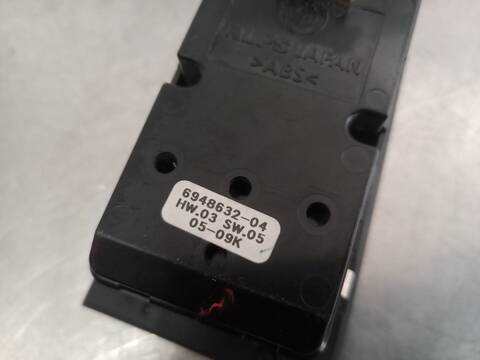 ALPS JAPAN
>ABS<
6948632-04
HW.03 SW.05
05-09K